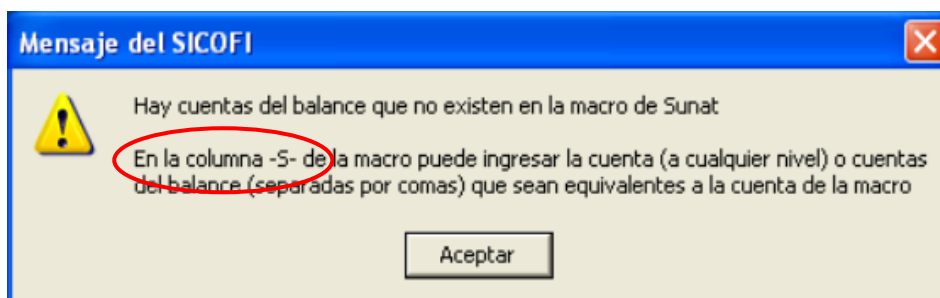 Mensaje del SICOFI
Hay cuentas del balance que no existen en la macro de Sunat
En la columna -S- de la macro puede ingresar la cuenta (a cualquier nivel) o cuentas
del balance (separadas por comas) que sean equivalentes a la cuenta de la macro
Aceptar